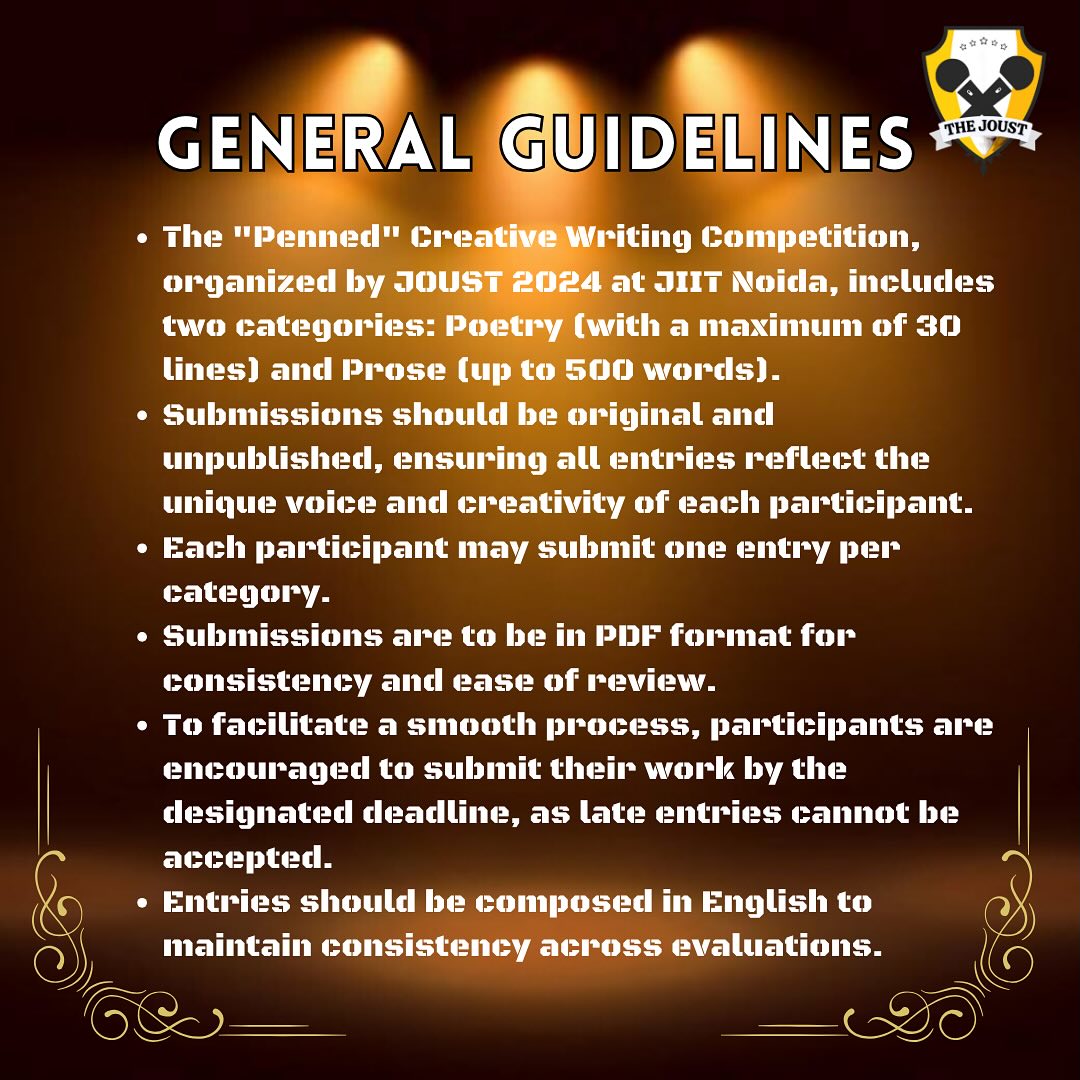 THE JOUST
GENERAL GUIDELINES
• The "Penned" Creative Writing Competition,
organized by JOUST 2024 at JIIT Noida, includes
two categories: Poetry (with a maximum of 30
lines) and Prose (up to 500 words).
• Submissions should be original and
unpublished, ensuring all entries reflect the
unique voice and creativity of each participant.
• Each participant may submit one entry per
category.
• Submissions are to be in PDF format for
consistency and ease of review.
• To facilitate a smooth process, participants are
encouraged to submit their work by the
designated deadline, as late entries cannot be
accepted.
• Entries should be composed in English to
maintain consistency across evaluations.